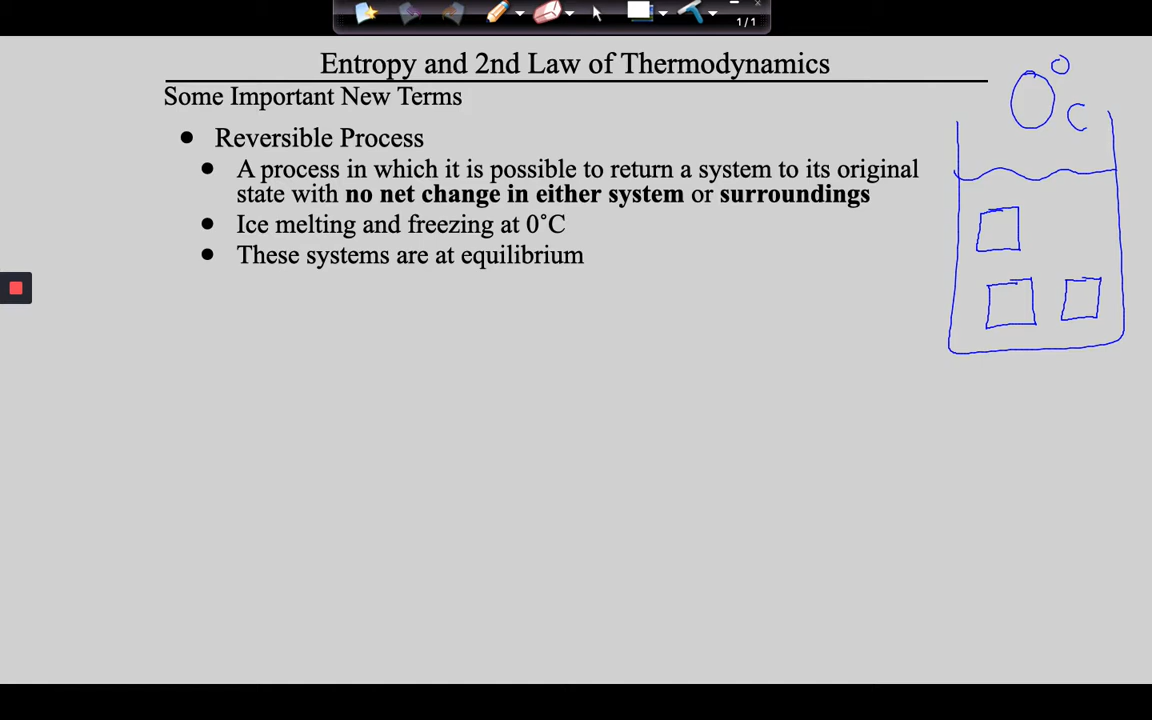 1/1
Entropy and 2nd Law of Thermodynamics
Some Important New Terms
● Reversible Process
● A process in which it is possible to return a system to its original
state with no net change in either system or surroundings
● Ice melting and freezing at 0˚C
● These systems are at equilibrium
0°C